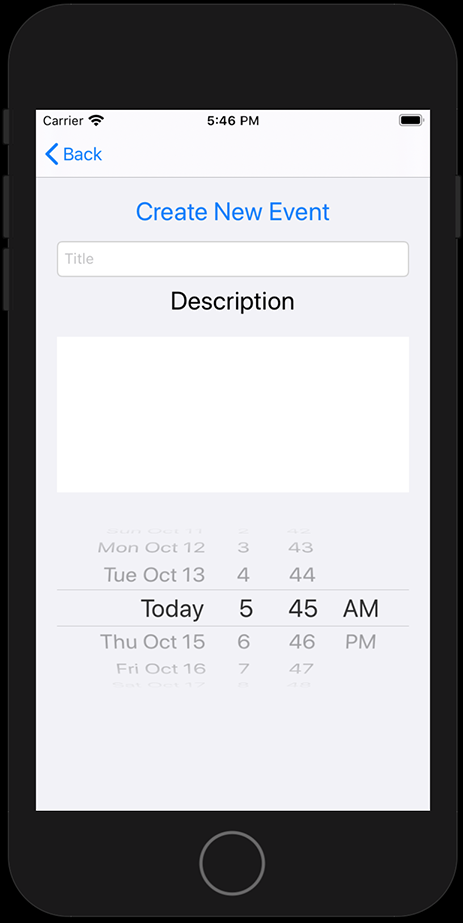 Carrier 5:46 PM
Back
Create New Event
Title
Description
Sun Oct 11 2 42
Mon Oct 12 3 43
Tue Oct 13 4 44
Today 5 45 AM
Thu Oct 15 6 46 PM
Fri Oct 16 7 47
Sat Oct 17 8 48